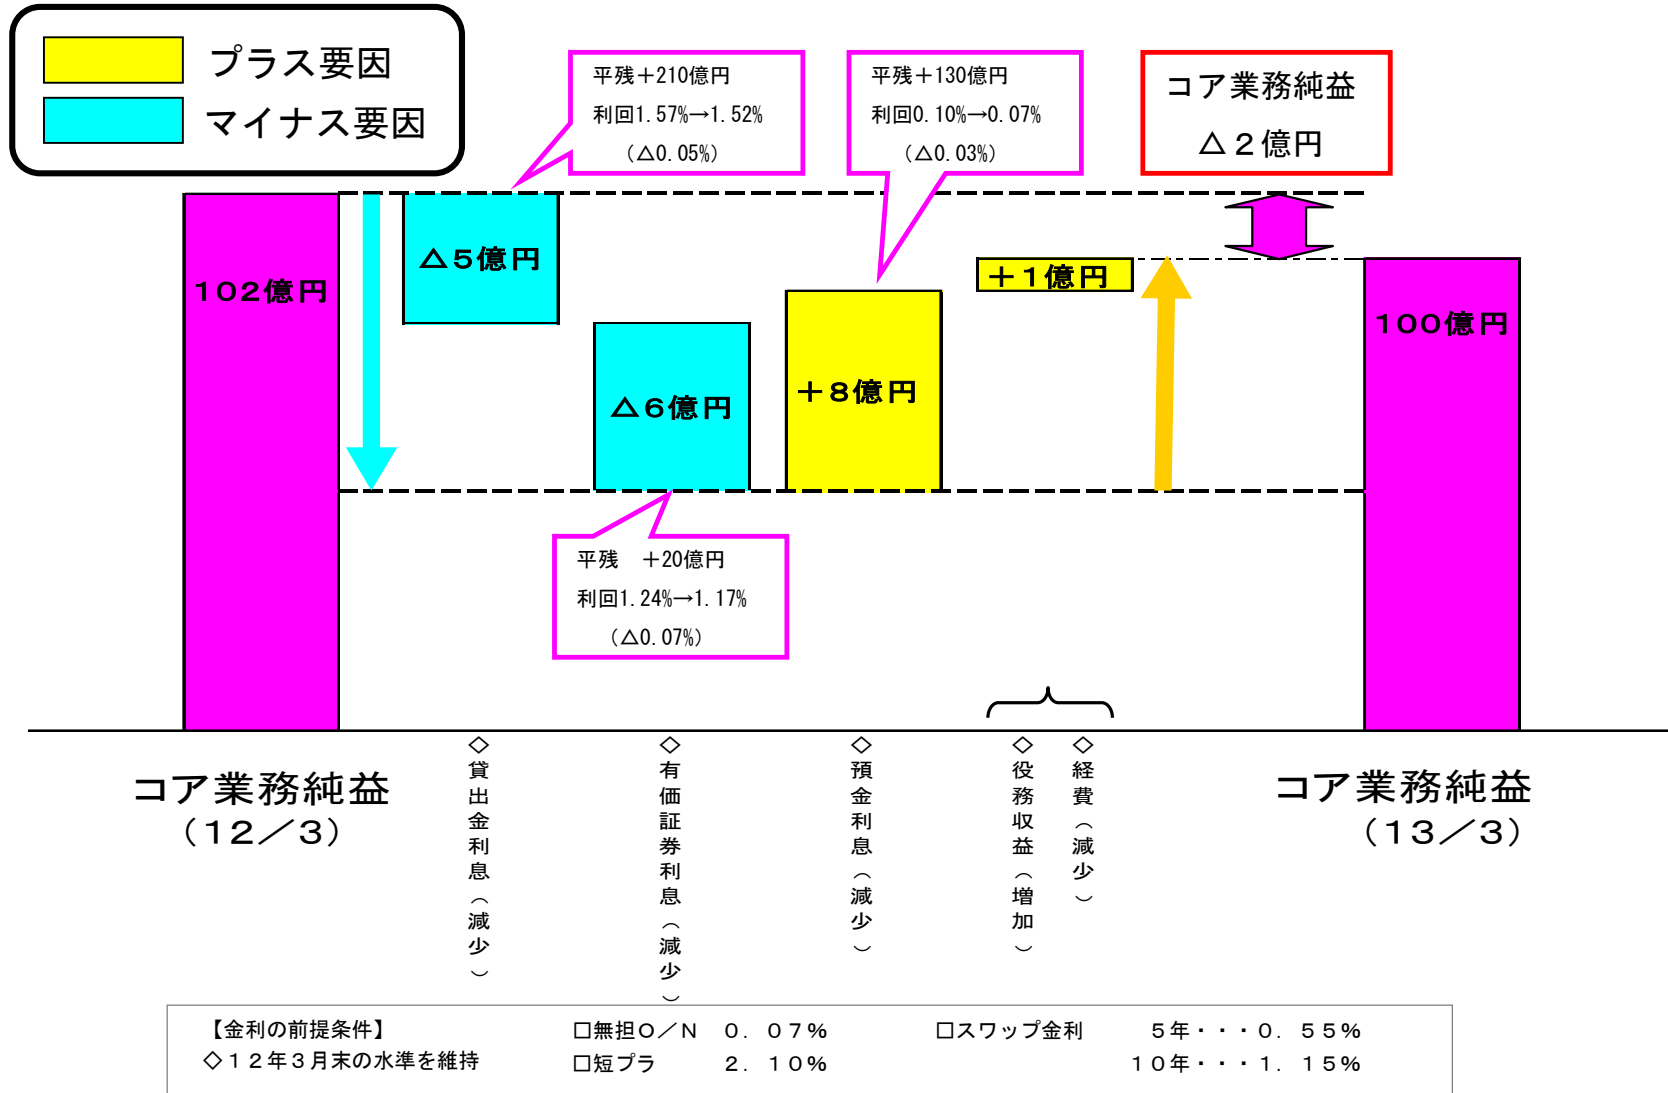 プラス要因
マイナス要因
平残＋210億円
利回1.57%→1.52%
（△0.05%）
平残＋130億円
利回0.10%→0.07%
（△0.03%）
コア業務純益
△２億円
102億円
△5億円
△6億円
＋8億円
＋1億円
100億円
平残　＋20億円
利回1.24%→1.17%
（△0.07%）
コア業務純益
（12／3）
◇貸出金利息（減少）
◇有価証券利息（減少）
◇預金利息（減少）
◇役務収益（増加）
◇経費（減少）
コア業務純益
（13／3）
【金利の前提条件】
◇１２年３月末の水準を維持
□無担O／N　0．07％
□短プラ　2．10％
□スワップ金利　5年・・・0．55％
10年・・・1．15％